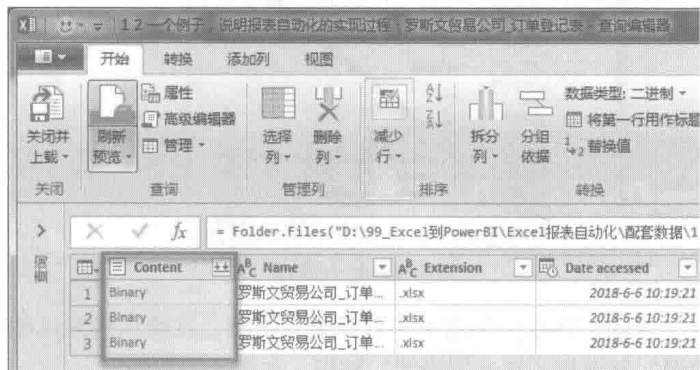 1 2 一个例子，说明报表自动化的实现过程：罗斯文贸易公司_订单登记表 - 查询编辑器
开始 转换 添加列 视图
关闭并上载 刷新预览 属性 高级编辑器 管理 选择列 删除列 减少行 拆分列 分组依据 数据类型: 二进制 将第一行用作标题 替换值
关闭 查询 管理列 排序 转换
= Folder.Files("D:\99_Excel到PowerBI\Excel报表自动化\配套数据\1
查询
Content Name Extension Date accessed
1 Binary 罗斯文贸易公司_订单... .xlsx 2018-6-6 10:19:21
2 Binary 罗斯文贸易公司_订单... .xlsx 2018-6-6 10:19:21
3 Binary 罗斯文贸易公司_订单... .xlsx 2018-6-6 10:19:21